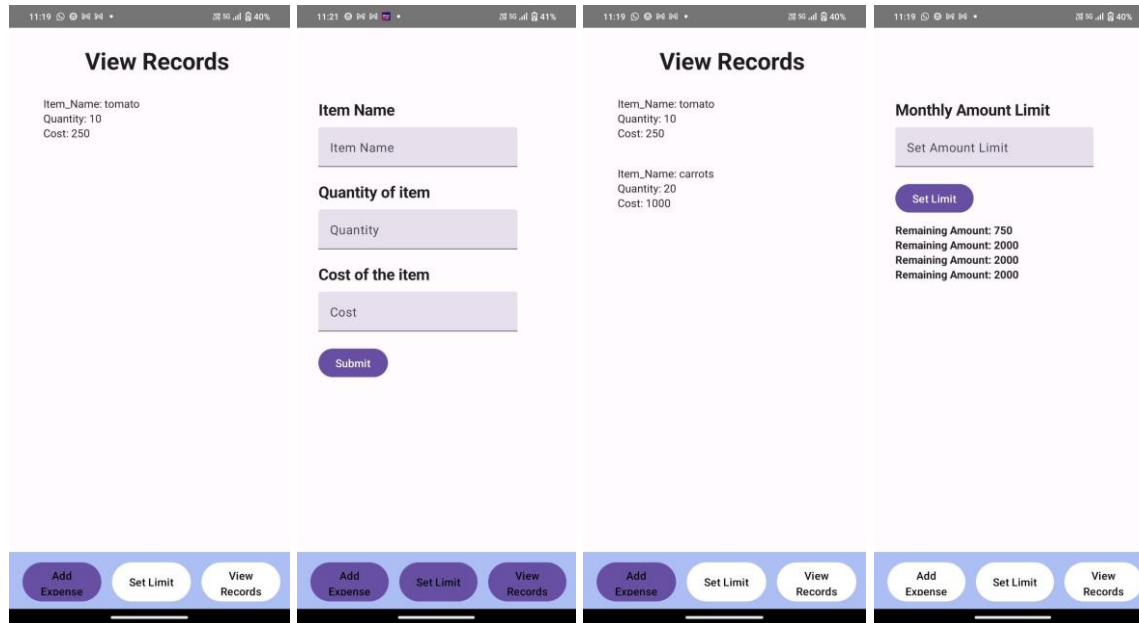 11:19
40%
View Records
Item_Name: tomato
Quantity: 10
Cost: 250
Add
Expense
Set Limit
View
Records
11:21
41%
Item Name
Item Name
Quantity of item
Quantity
Cost of the item
Cost
Submit
Add
Expense
Set Limit
View
Records
11:19
40%
View Records
Item_Name: tomato
Quantity: 10
Cost: 250
Item_Name: carrots
Quantity: 20
Cost: 1000
Add
Expense
Set Limit
View
Records
11:19
40%
Monthly Amount Limit
Set Amount Limit
Set Limit
Remaining Amount: 750
Remaining Amount: 2000
Remaining Amount: 2000
Remaining Amount: 2000
Add
Expense
Set Limit
View
Records